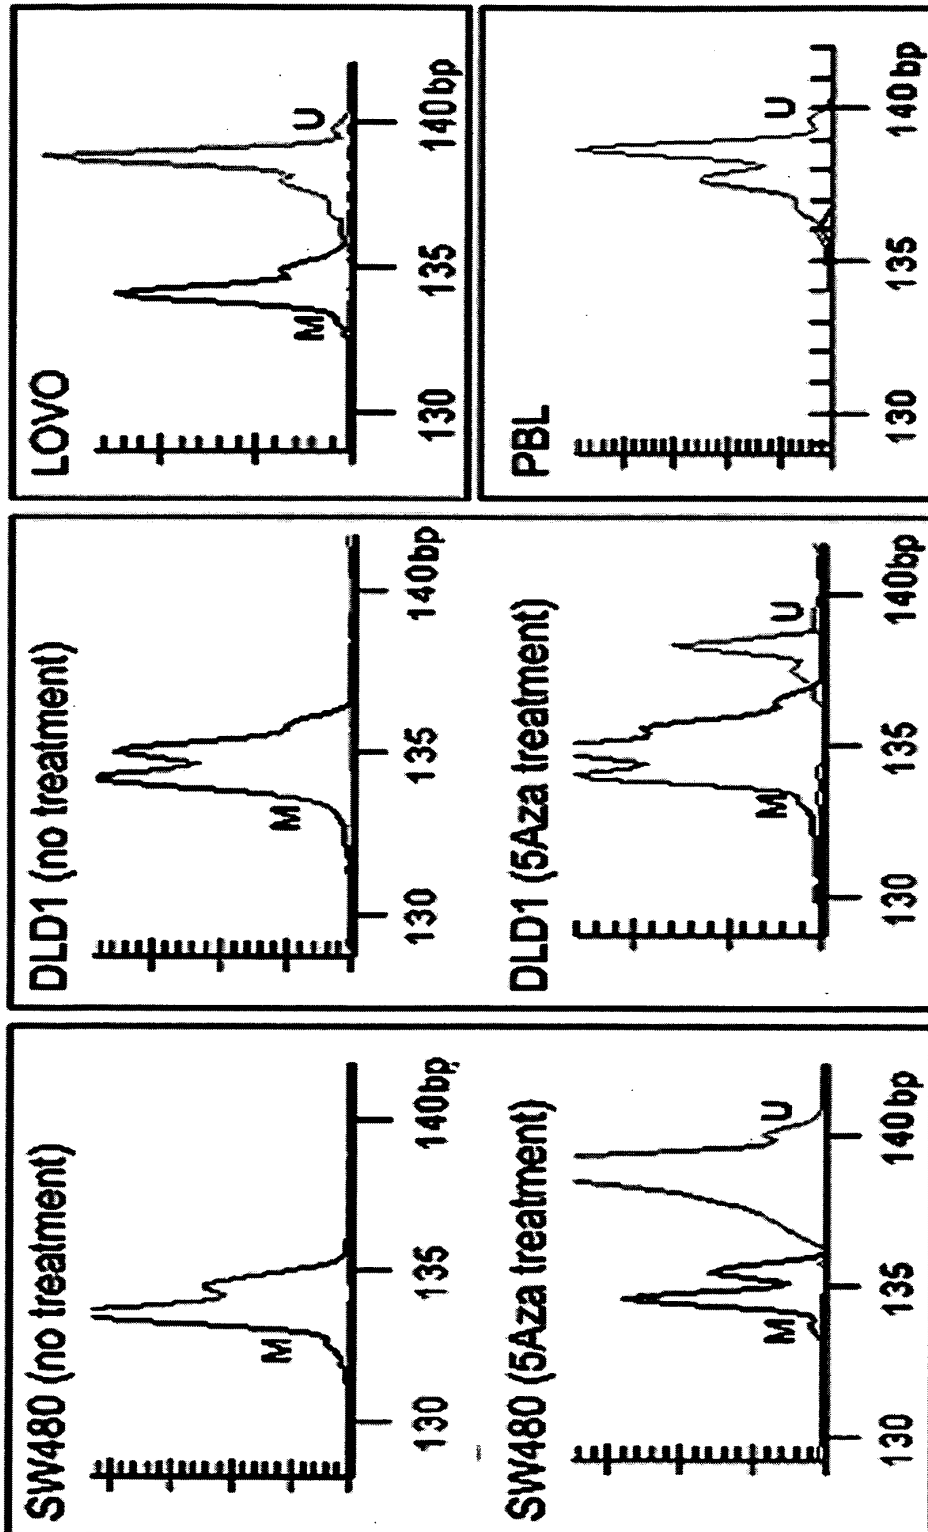 SW480 (no treatment)
M
130 135 140bp
SW480 (5Aza treatment)
M U
130 135 140bp
DLD1 (no treatment)
M
130 135 140bp
DLD1 (5Aza treatment)
M U
130 135 140bp
LOVO
M U
130 135 140bp
PBL
U
130 135 140bp